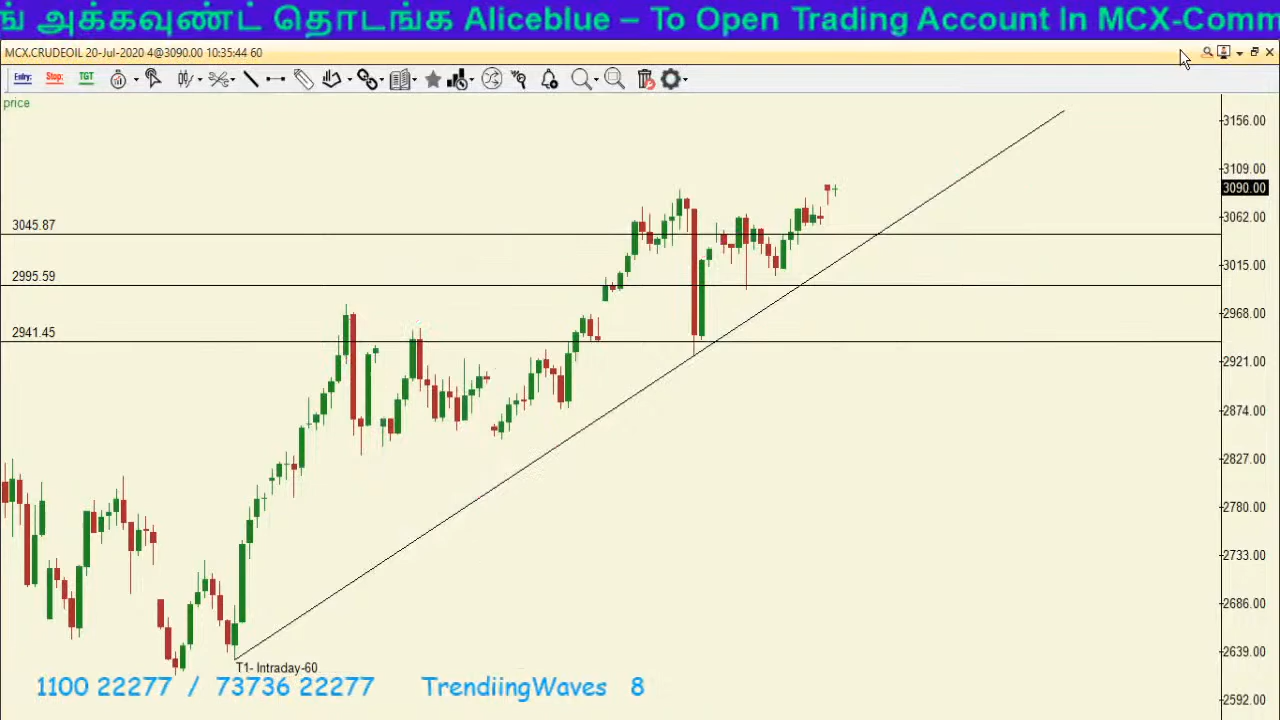 அக்கவுண்ட் தொடங்க Aliceblue – To Open Trading Account In
MCX.CRUDEOIL 20-Jul-2020 4@3090.00 10:35:44 60
Entry: Stop: TGT
price
3156.00
3109.00
3090.00
3045.87
3062.00
3015.00
2995.59
2968.00
2941.45
2921.00
2874.00
2827.00
2780.00
2733.00
2686.00
2639.00
T1- Intraday-60
1100 22277 / 73736 22277 TrendiingWaves 8
2592.00